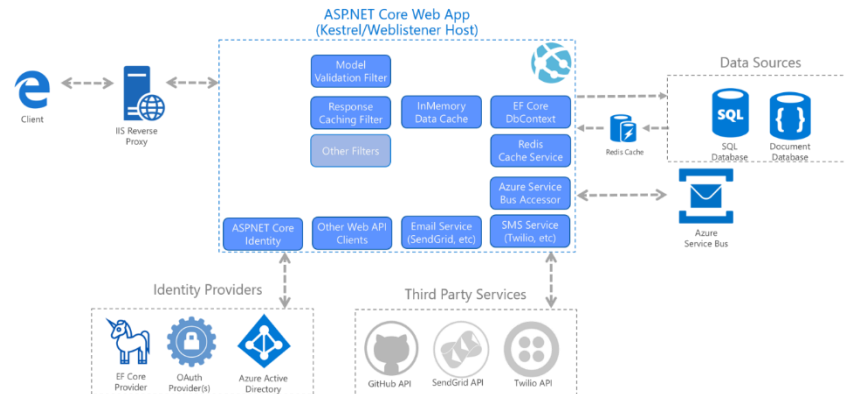 ASP.NET Core Web App
(Kestrel/Weblistener Host)
Client
IIS Reverse
Proxy
Model
Validation Filter
Response
Caching Filter
Other Filters
InMemory
Data Cache
EF Core
DbContext
Redis
Cache Service
Azure Service
Bus Accessor
ASP.NET Core
Identity
Other Web API
Clients
Email Service
(SendGrid, etc)
SMS Service
(Twilio, etc)
Redis Cache
Data Sources
SQL
SQL
Database
Document
Database
Azure
Service Bus
Identity Providers
EF Core
Provider
OAuth
Provider(s)
Azure Active
Directory
Third Party Services
GitHub API
SendGrid API
Twilio API